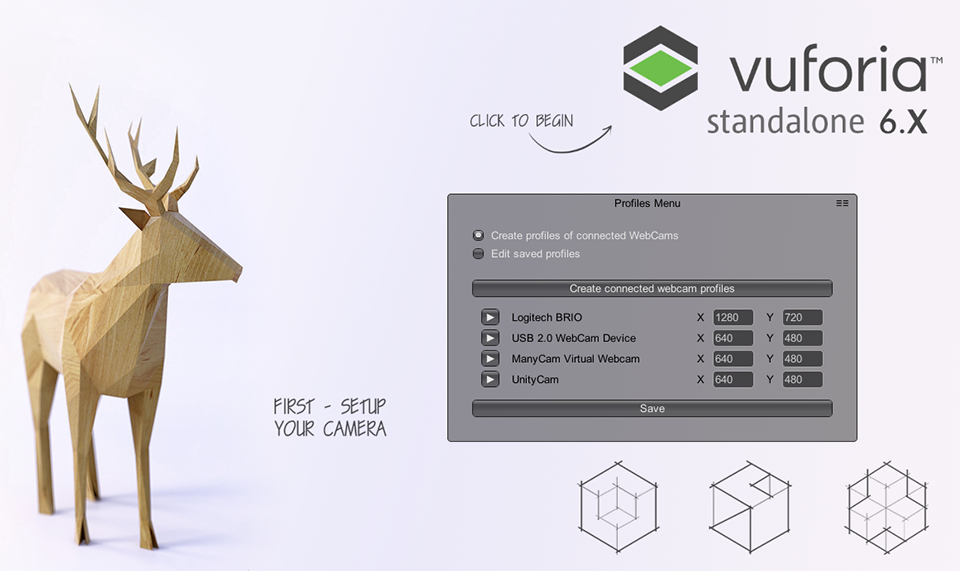 vuforia™
standalone 6.X
CLICK TO BEGIN
Profiles Menu
Create profiles of connected WebCams
Edit saved profiles
Create connected webcam profiles
Logitech BRIO X 1280 Y 720
USB 2.0 WebCam Device X 640 Y 480
ManyCam Virtual Webcam X 640 Y 480
UnityCam X 640 Y 480
Save
FIRST - SETUP
YOUR CAMERA